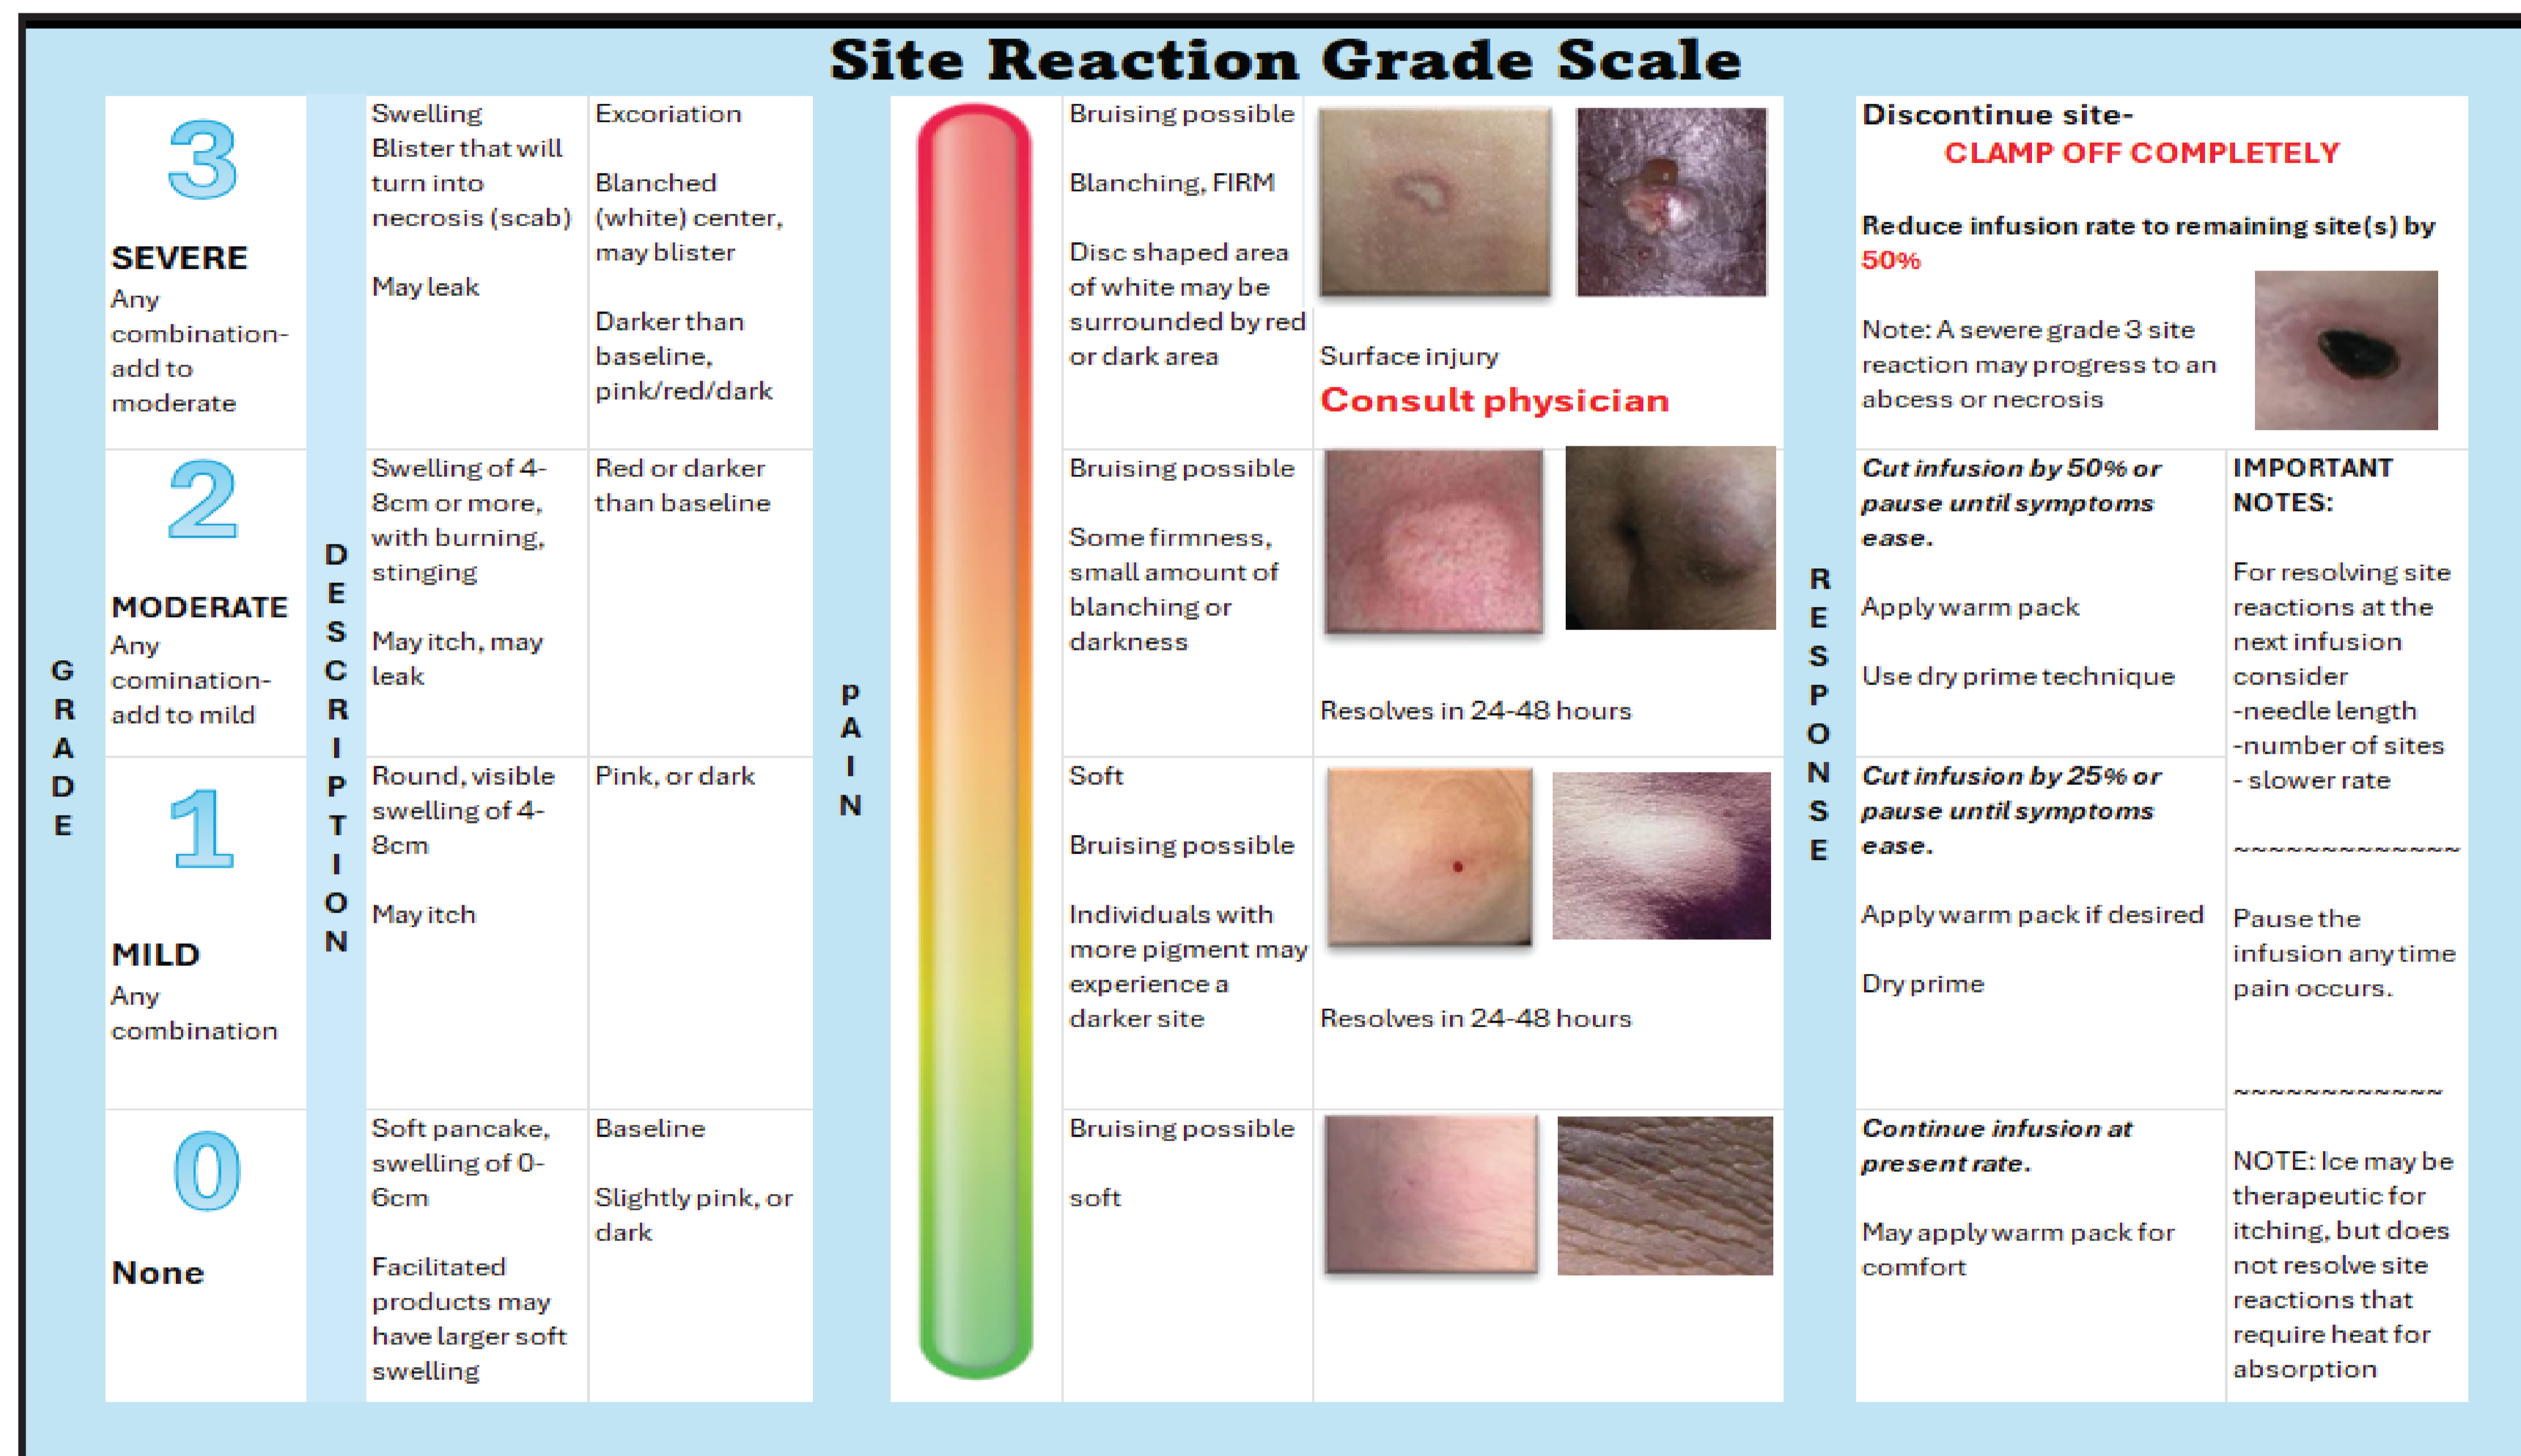 Site Reaction Grade Scale
GRADE
3
SEVERE
Any
combination-
add to
moderate
DESCRIPTION
Swelling
Blister that will
turn into
necrosis (scab)
May leak
Excoriation
Blanched
(white) center,
may blister
Darker than
baseline,
pink/red/dark
pAIN
Bruising possible
Blanching, FIRM
Disc shaped area
of white may be
surrounded by red
or dark area
Surface injury
Consult physician
RESPONSE
Discontinue site-
CLAMP OFF COMPLETELY
Reduce infusion rate to remaining site(s) by
50%
Note: A severe grade 3 site
reaction may progress to an
abcess or necrosis
2
MODERATE
Any
comination-
add to mild
Swelling of 4-
8cm or more,
with burning,
stinging
May itch, may
leak
Red or darker
than baseline
Bruising possible
Some firmness,
small amount of
blanching or
darkness
Resolves in 24-48 hours
Cut infusion by 50% or
pause until symptoms
ease.
Apply warm pack
Use dry prime technique
1
MILD
Any
combination
Round, visible
swelling of 4-
8cm
May itch
Pink, or dark
Soft
Bruising possible
Individuals with
more pigment may
experience a
darker site
Resolves in 24-48 hours
Cut infusion by 25% or
pause until symptoms
ease.
Apply warm pack if desired
Dry prime
0
None
Soft pancake,
swelling of 0-
6cm
Facilitated
products may
have larger soft
swelling
Baseline
Slightly pink, or
dark
Bruising possible
soft
Continue infusion at
present rate.
May apply warm pack for
comfort
IMPORTANT
NOTES:
For resolving site
reactions at the
next infusion
consider
-needle length
-number of sites
- slower rate
~~~~~~~~~~~~~
Pause the
infusion any time
pain occurs.
~~~~~~~~~~~~
NOTE: Ice may be
therapeutic for
itching, but does
not resolve site
reactions that
require heat for
absorption